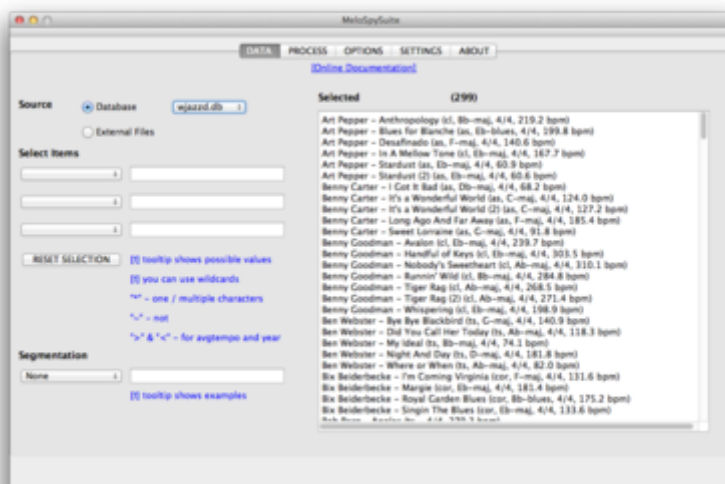 MeloSpySuite
DATA PROCESS OPTIONS SETTINGS ABOUT
[Online Documentation]
Source
Database
wjazzd.db
External Files
Select Items
RESET SELECTION
[!] tooltip shows possible values
[!] you can use wildcards
"*" - one / multiple characters
"~" - not
">" & "<" - for avgtempo and year
Segmentation
None
[!] tooltip shows examples
Selected (299)
Art Pepper - Anthropology (cl, Bb-maj, 4/4, 219.2 bpm)
Art Pepper - Blues for Blanche (as, Eb-blues, 4/4, 199.8 bpm)
Art Pepper - Desafinado (as, F-maj, 4/4, 140.6 bpm)
Art Pepper - In A Mellow Tone (cl, Eb-maj, 4/4, 167.7 bpm)
Art Pepper - Stardust (as, Eb-maj, 4/4, 60.9 bpm)
Art Pepper - Stardust (2) (as, Eb-maj, 4/4, 60.6 bpm)
Benny Carter - I Got It Bad (as, Db-maj, 4/4, 68.2 bpm)
Benny Carter - It's a Wonderful World (as, C-maj, 4/4, 124.0 bpm)
Benny Carter - It's a Wonderful World (2) (as, C-maj, 4/4, 127.2 bpm)
Benny Carter - Long Ago And Far Away (as, F-maj, 4/4, 185.4 bpm)
Benny Carter - Sweet Lorraine (as, G-maj, 4/4, 91.8 bpm)
Benny Goodman - Avalon (cl, Eb-maj, 4/4, 239.7 bpm)
Benny Goodman - Handful of Keys (cl, Eb-maj, 4/4, 303.5 bpm)
Benny Goodman - Nobody's Sweetheart (cl, Ab-maj, 4/4, 310.1 bpm)
Benny Goodman - Runnin' Wild (cl, Bb-maj, 4/4, 284.8 bpm)
Benny Goodman - Tiger Rag (cl, Ab-maj, 4/4, 268.5 bpm)
Benny Goodman - Tiger Rag (2) (cl, Ab-maj, 4/4, 271.4 bpm)
Benny Goodman - Whispering (cl, Eb-maj, 4/4, 198.9 bpm)
Ben Webster - Bye Bye Blackbird (ts, G-maj, 4/4, 140.9 bpm)
Ben Webster - Did You Call Her Today (ts, Ab-maj, 4/4, 118.3 bpm)
Ben Webster - My Ideal (ts, Bb-maj, 4/4, 74.1 bpm)
Ben Webster - Night And Day (ts, D-maj, 4/4, 181.8 bpm)
Ben Webster - Where or When (ts, Ab-maj, 4/4, 82.0 bpm)
Bix Beiderbecke - I'm Coming Virginia (cor, F-maj, 4/4, 131.6 bpm)
Bix Beiderbecke - Margie (cor, Eb-maj, 4/4, 181.4 bpm)
Bix Beiderbecke - Royal Garden Blues (cor, Bb-blues, 4/4, 175.2 bpm)
Bix Beiderbecke - Singin The Blues (cor, Eb-maj, 4/4, 133.6 bpm)